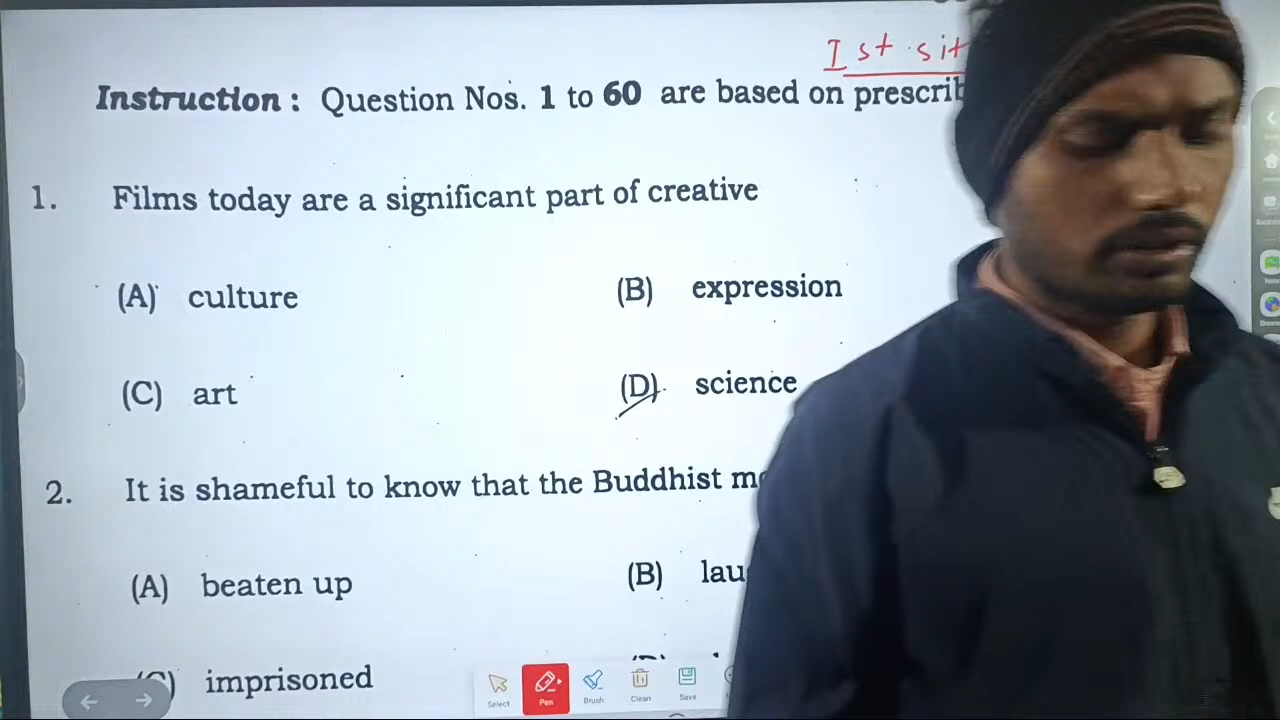 Ist sit
Instruction : Question Nos. 1 to 60 are based on prescrib
1. Films today are a significant part of creative
(A) culture (B) expression
(C) art (D) science
2. It is shameful to know that the Buddhist
(A) beaten up (B) lau
(C) imprisoned
Select Pen Brush Clean Save